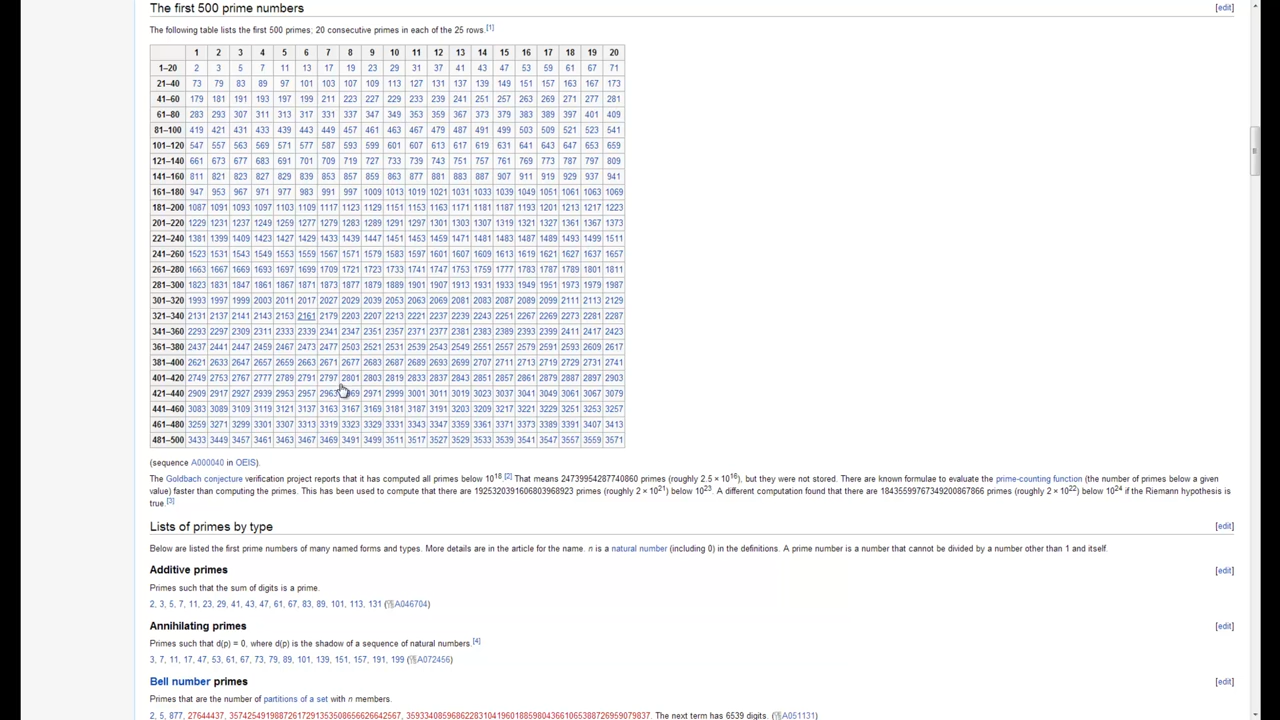 The first 500 prime numbers [edit]
The following table lists the first 500 primes; 20 consecutive primes in each of the 25 rows.[1]
1 2 3 4 5 6 7 8 9 10 11 12 13 14 15 16 17 18 19 20
1–20 2 3 5 7 11 13 17 19 23 29 31 37 41 43 47 53 59 61 67 71
21–40 73 79 83 89 97 101 103 107 109 113 127 131 137 139 149 151 157 163 167 173
41–60 179 181 191 193 197 199 211 223 227 229 233 239 241 251 257 263 269 271 277 281
61–80 283 293 307 311 313 317 331 337 347 349 353 359 367 373 379 383 389 397 401 409
81–100 419 421 431 433 439 443 449 457 461 463 467 479 487 491 499 503 509 521 523 541
101–120 547 557 563 569 571 577 587 593 599 601 607 613 617 619 631 641 643 647 653 659
121–140 661 673 677 683 691 701 709 719 727 733 739 743 751 757 761 769 773 787 797 809
141–160 811 821 823 827 829 839 853 857 859 863 877 881 883 887 907 911 919 929 937 941
161–180 947 953 967 971 977 983 991 997 1009 1013 1019 1021 1031 1033 1039 1049 1051 1061 1063 1069
181–200 1087 1091 1093 1097 1103 1109 1117 1123 1129 1151 1153 1163 1171 1181 1187 1193 1201 1213 1217 1223
201–220 1229 1231 1237 1249 1259 1277 1279 1283 1289 1291 1297 1301 1303 1307 1319 1321 1327 1361 1367 1373
221–240 1381 1399 1409 1423 1427 1429 1433 1439 1447 1451 1453 1459 1471 1481 1483 1487 1489 1493 1499 1511
241–260 1523 1531 1543 1549 1553 1559 1567 1571 1579 1583 1597 1601 1607 1609 1613 1619 1621 1627 1637 1657
261–280 1663 1667 1669 1693 1697 1699 1709 1721 1723 1733 1741 1747 1753 1759 1777 1783 1787 1789 1801 1811
281–300 1823 1831 1847 1861 1867 1871 1873 1877 1879 1889 1901 1907 1913 1931 1933 1949 1951 1973 1979 1987
301–320 1993 1997 1999 2003 2011 2017 2027 2029 2039 2053 2063 2069 2081 2083 2087 2089 2099 2111 2113 2129
321–340 2131 2137 2141 2143 2153 2161 2179 2203 2207 2213 2221 2237 2239 2243 2251 2267 2269 2273 2281 2287
341–360 2293 2297 2309 2311 2333 2339 2341 2347 2351 2357 2371 2377 2381 2383 2389 2393 2399 2411 2417 2423
361–380 2437 2441 2447 2459 2467 2473 2477 2503 2521 2531 2539 2543 2549 2551 2557 2579 2591 2593 2609 2617
381–400 2621 2633 2647 2657 2659 2663 2671 2677 2683 2687 2689 2693 2699 2707 2711 2713 2719 2729 2731 2741
401–420 2749 2753 2767 2777 2789 2791 2797 2801 2803 2819 2833 2837 2843 2851 2857 2861 2879 2887 2897 2903
421–440 2909 2917 2927 2939 2953 2957 2963 2971 2999 3001 3011 3019 3023 3037 3041 3049 3061 3067 3079
441–460 3083 3089 3109 3119 3121 3137 3163 3167 3169 3181 3187 3191 3203 3209 3217 3221 3229 3251 3253 3257
461–480 3259 3271 3299 3301 3307 3313 3319 3323 3329 3331 3343 3347 3359 3361 3371 3373 3389 3391 3407 3413
481–500 3433 3449 3457 3461 3463 3467 3469 3491 3499 3511 3517 3527 3529 3533 3539 3541 3547 3557 3559 3571
(sequence A000040 in OEIS).
The Goldbach conjecture verification project reports that it has computed all primes below 10^18.[2] That means 24739954287740860 primes (roughly 2.5 × 10^16), but they were not stored. There are known formulae to evaluate the prime-counting function (the number of primes below a given
value) faster than computing the primes. This has been used to compute that there are 1925320391606803968923 primes (roughly 2 × 10^21) below 10^23. A different computation found that there are 18435599767349200867866 primes (roughly 2 × 10^22) below 10^24 if the Riemann hypothesis is
true.[3]
Lists of primes by type [edit]
Below are listed the first prime numbers of many named forms and types. More details are in the article for the name. n is a natural number (including 0) in the definitions. A prime number is a number that cannot be divided by a number other than 1 and itself.
Additive primes [edit]
Primes such that the sum of digits is a prime.
2, 3, 5, 7, 11, 23, 29, 41, 43, 47, 61, 67, 83, 89, 101, 113, 131 (A046704)
Annihilating primes [edit]
Primes such that d(p) = 0, where d(p) is the shadow of a sequence of natural numbers.[4]
3, 7, 11, 17, 47, 53, 61, 67, 73, 79, 89, 101, 139, 151, 157, 191, 199 (A072456)
Bell number primes [edit]
Primes that are the number of partitions of a set with n members.
2, 5, 877, 27644437, 35742549198872617291353508656626642567, 359334085968622831041960188598043661065388726959079837. The next term has 6539 digits. (A051131)